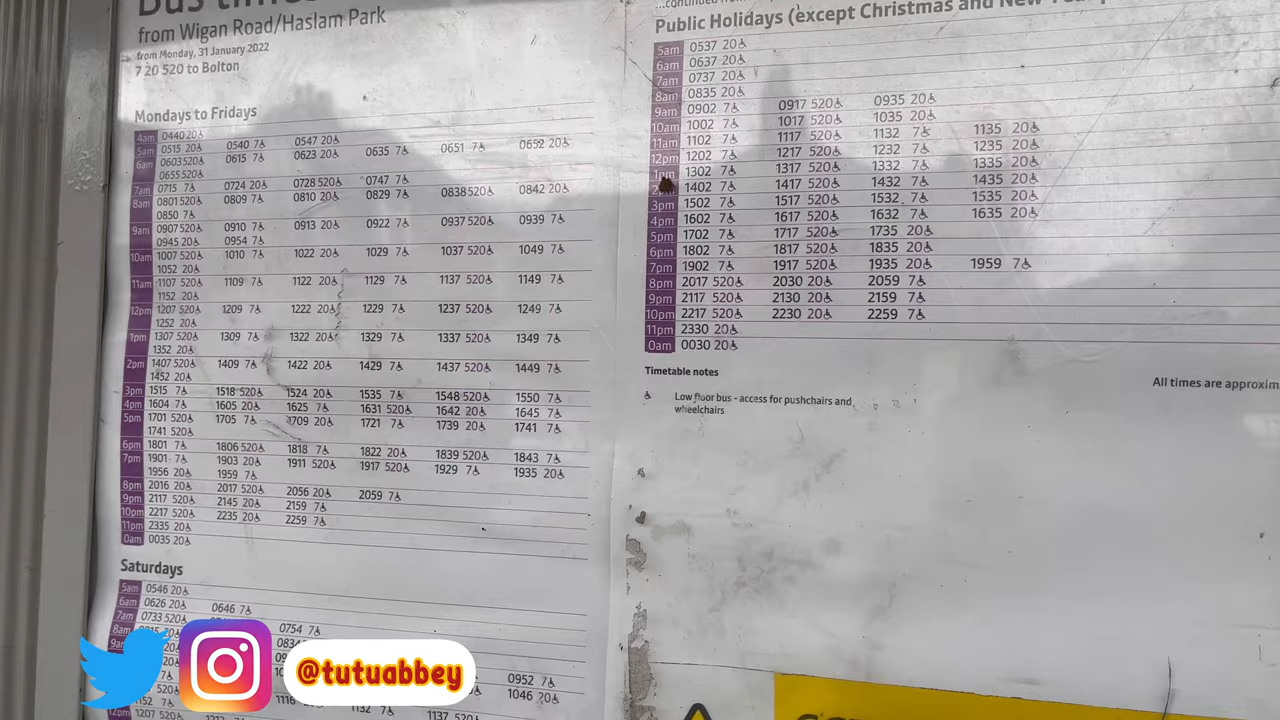 Bus times
from Wigan Road/Haslam Park
from Monday, 31 January 2022
7 20 520 to Bolton
Mondays to Fridays
4am 0440 20
5am 0515 20 0540 7 0547 20
6am 0603 520 0615 7 0623 20 0635 7 0651 7 0652 20
0655 520
7am 0715 7 0724 20 0728 520 0747 7
8am 0801 520 0809 7 0810 20 0829 7 0838 520 0842 20
0850 7
9am 0907 520 0910 7 0913 20 0922 7 0937 520 0939 7
0945 20 0954 7
10am 1007 520 1010 7 1022 20 1029 7 1037 520 1049 7
1052 20
11am 1107 520 1109 7 1122 20 1129 7 1137 520 1149 7
1152 20
12pm 1207 520 1209 7 1222 20 1229 7 1237 520 1249 7
1252 20
1pm 1307 520 1309 7 1322 20 1329 7 1337 520 1349 7
1352 20
2pm 1407 520 1409 7 1422 20 1429 7 1437 520 1449 7
1452 20
3pm 1515 7 1518 520 1524 20 1535 7 1548 520 1550 7
4pm 1604 7 1605 20 1625 7 1631 520 1642 20 1645 7
5pm 1701 520 1705 7 1709 20 1721 7 1739 20 1741 7
1741 520
6pm 1801 7 1806 520 1818 7 1822 20 1839 520 1843 7
7pm 1901 7 1903 20 1911 520 1917 520 1929 7 1935 20
1956 20 1959 7
8pm 2016 20 2017 520 2056 20 2059 7
9pm 2117 520 2145 20 2159 7
10pm 2217 520 2235 20 2259 7
11pm 2335 20
0am 0035 20
Saturdays
5am 0546 20
6am 0626 20 0646 7
7am 0733 520
8am 0754 7
9am 0834
0952 7
1046 20
1152 7 1116 1132 7 1137 520
12pm 1207 520
@tutuabbey
Public Holidays (except Christmas and New
5am 0537 20
6am 0637 20
7am 0737 20
8am 0835 20
9am 0902 7 0917 520 0935 20
10am 1002 7 1017 520 1035 20
11am 1102 7 1117 520 1132 7 1135 20
12pm 1202 7 1217 520 1232 7 1235 20
1pm 1302 7 1317 520 1332 7 1335 20
2pm 1402 7 1417 520 1432 7 1435 20
3pm 1502 7 1517 520 1532 7 1535 20
4pm 1602 7 1617 520 1632 7 1635 20
5pm 1702 7 1717 520 1735 20
6pm 1802 7 1817 520 1835 20
7pm 1902 7 1917 520 1935 20 1959 7
8pm 2017 520 2030 20 2059 7
9pm 2117 520 2130 20 2159 7
10pm 2217 520 2230 20 2259 7
11pm 2330 20
0am 0030 20
Timetable notes
All times are approxim
Low floor bus - access for pushchairs and
wheelchairs